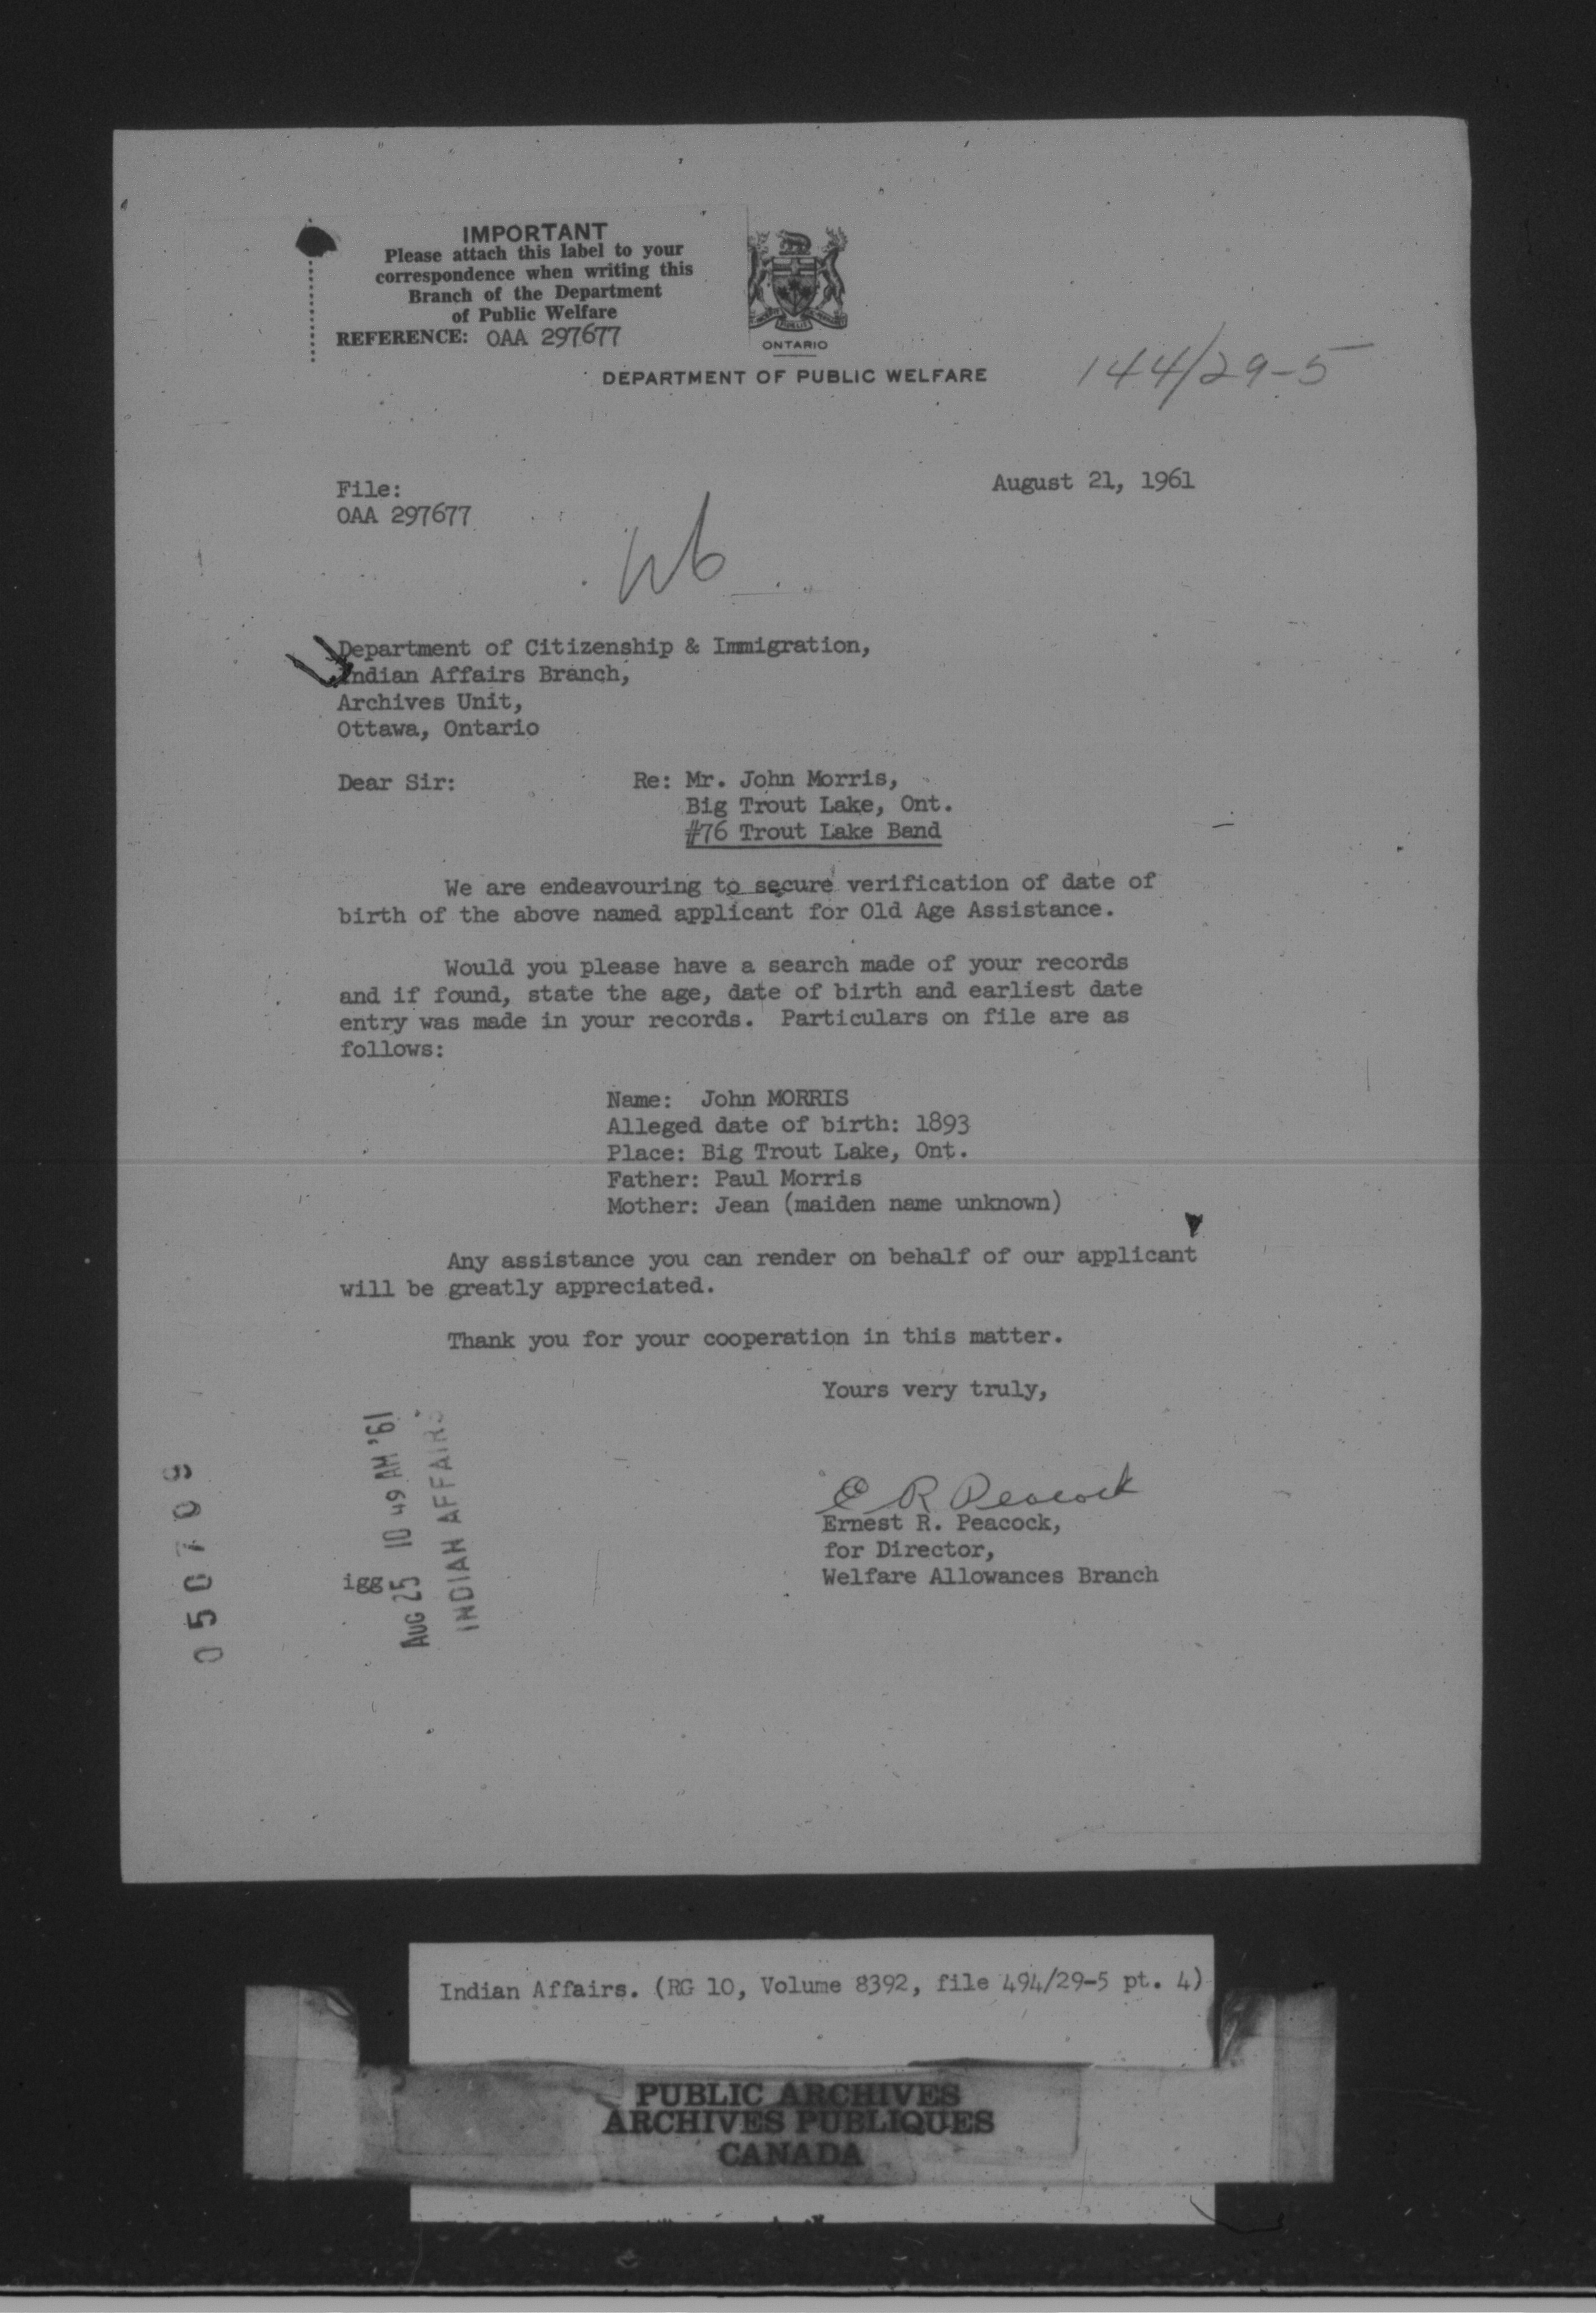 IMPORTANT
Please attach this label to your
correspondence when writing this
Branch of the Department
of Public Welfare
REFERENCE: OAA 297677
ONTARIO
DEPARTMENT OF PUBLIC WELFARE
144/29-5
August 21, 1961
File:
OAA 297677
Department of Citizenship & Immigration,
Indian Affairs Branch,
Archives Unit,
Ottawa, Ontario
Dear Sir:
Re: Mr. John Morris,
Big Trout Lake, Ont.
#76 Trout Lake Band
We are endeavouring to secure verification of date of
birth of the above named applicant for Old Age Assistance.
Would you please have a search made of your records
and if found, state the age, date of birth and earliest date
entry was made in your records. Particulars on file are as
follows:
Name: John MORRIS
Alleged date of birth: 1893
Place: Big Trout Lake, Ont.
Father: Paul Morris
Mother: Jean (maiden name unknown)
Any assistance you can render on behalf of our applicant
will be greatly appreciated.
Thank you for your cooperation in this matter.
Yours very truly,
E R Peacock
Ernest R. Peacock,
for Director,
Welfare Allowances Branch
igg
AUG 25 10 49 AM '61
INDIAN AFFAIRS
050709
Indian Affairs. (RG 10, Volume 8392, file 494/29-5 pt. 4)
PUBLIC ARCHIVES
ARCHIVES PUBLIQUES
CANADA